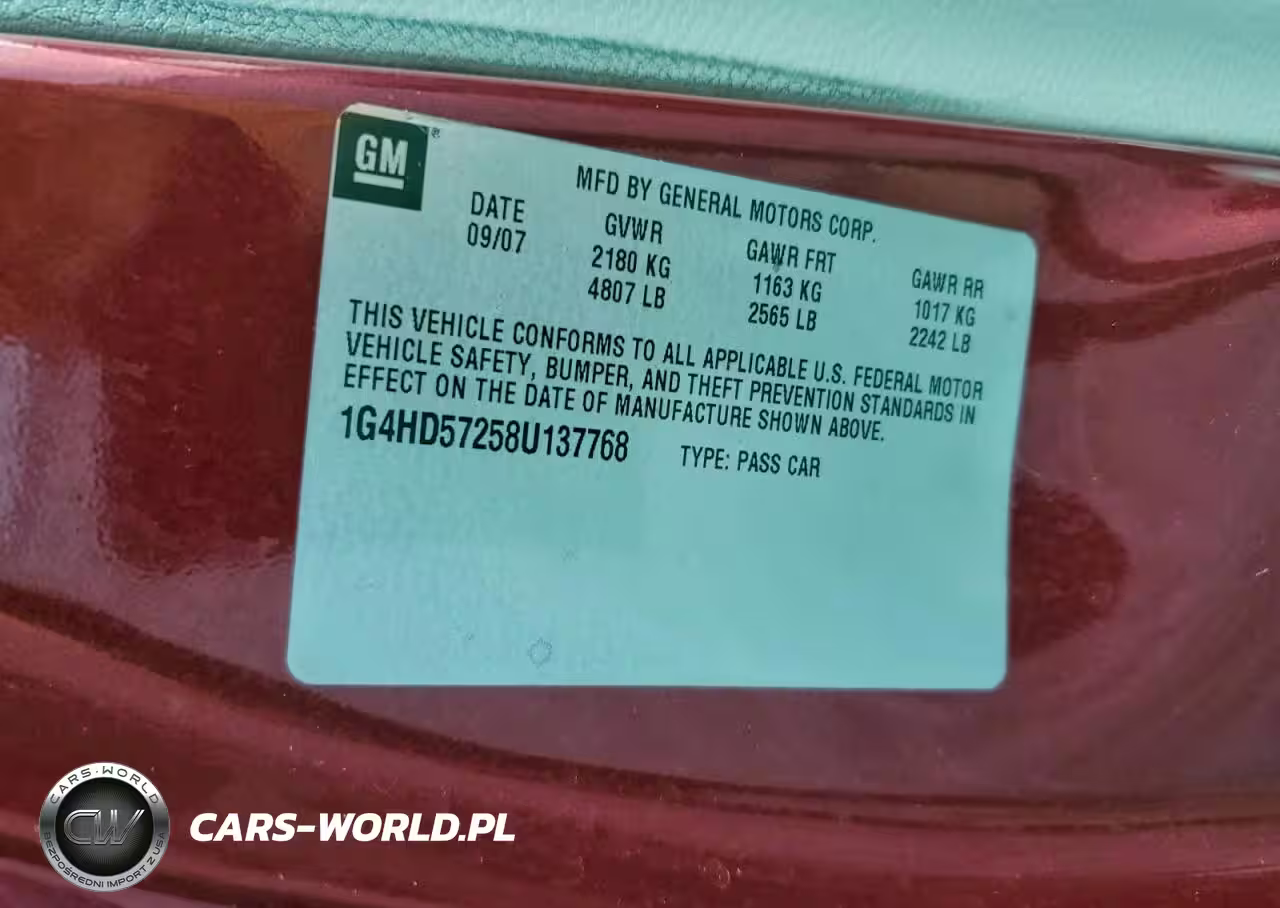 GM®
MFD BY GENERAL MOTORS CORP.
DATE GVWR GAWR FRT GAWR RR
09/07 2180 KG 1163 KG 1017 KG
4807 LB 2565 LB 2242 LB
THIS VEHICLE CONFORMS TO ALL APPLICABLE U.S. FEDERAL MOTOR
VEHICLE SAFETY, BUMPER, AND THEFT PREVENTION STANDARDS IN
EFFECT ON THE DATE OF MANUFACTURE SHOWN ABOVE.
1G4HD57258U137768 TYPE: PASS CAR
CARS-WORLD
CW
BEZPOŚREDNI IMPORT Z USA
CARS-WORLD.PL